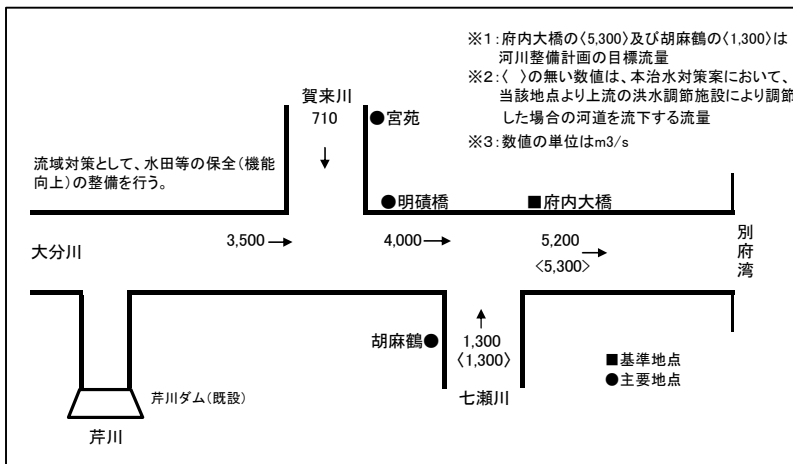 ※1：府内大橋の〈5,300〉及び胡麻鶴の〈1,300〉は
河川整備計画の目標流量
※2：〈 〉の無い数値は、本治水対策案において、
当該地点より上流の洪水調節施設により調節
した場合の河道を流下する流量
※3：数値の単位はm3/s
賀来川
710
●宮苑
流域対策として、水田等の保全（機能
向上）の整備を行う。
●明磧橋
■府内大橋
大分川
3,500
4,000
5,200
〈5,300〉
別府湾
胡麻鶴●
1,300
〈1,300〉
■基準地点
●主要地点
七瀬川
芹川ダム（既設）
芹川